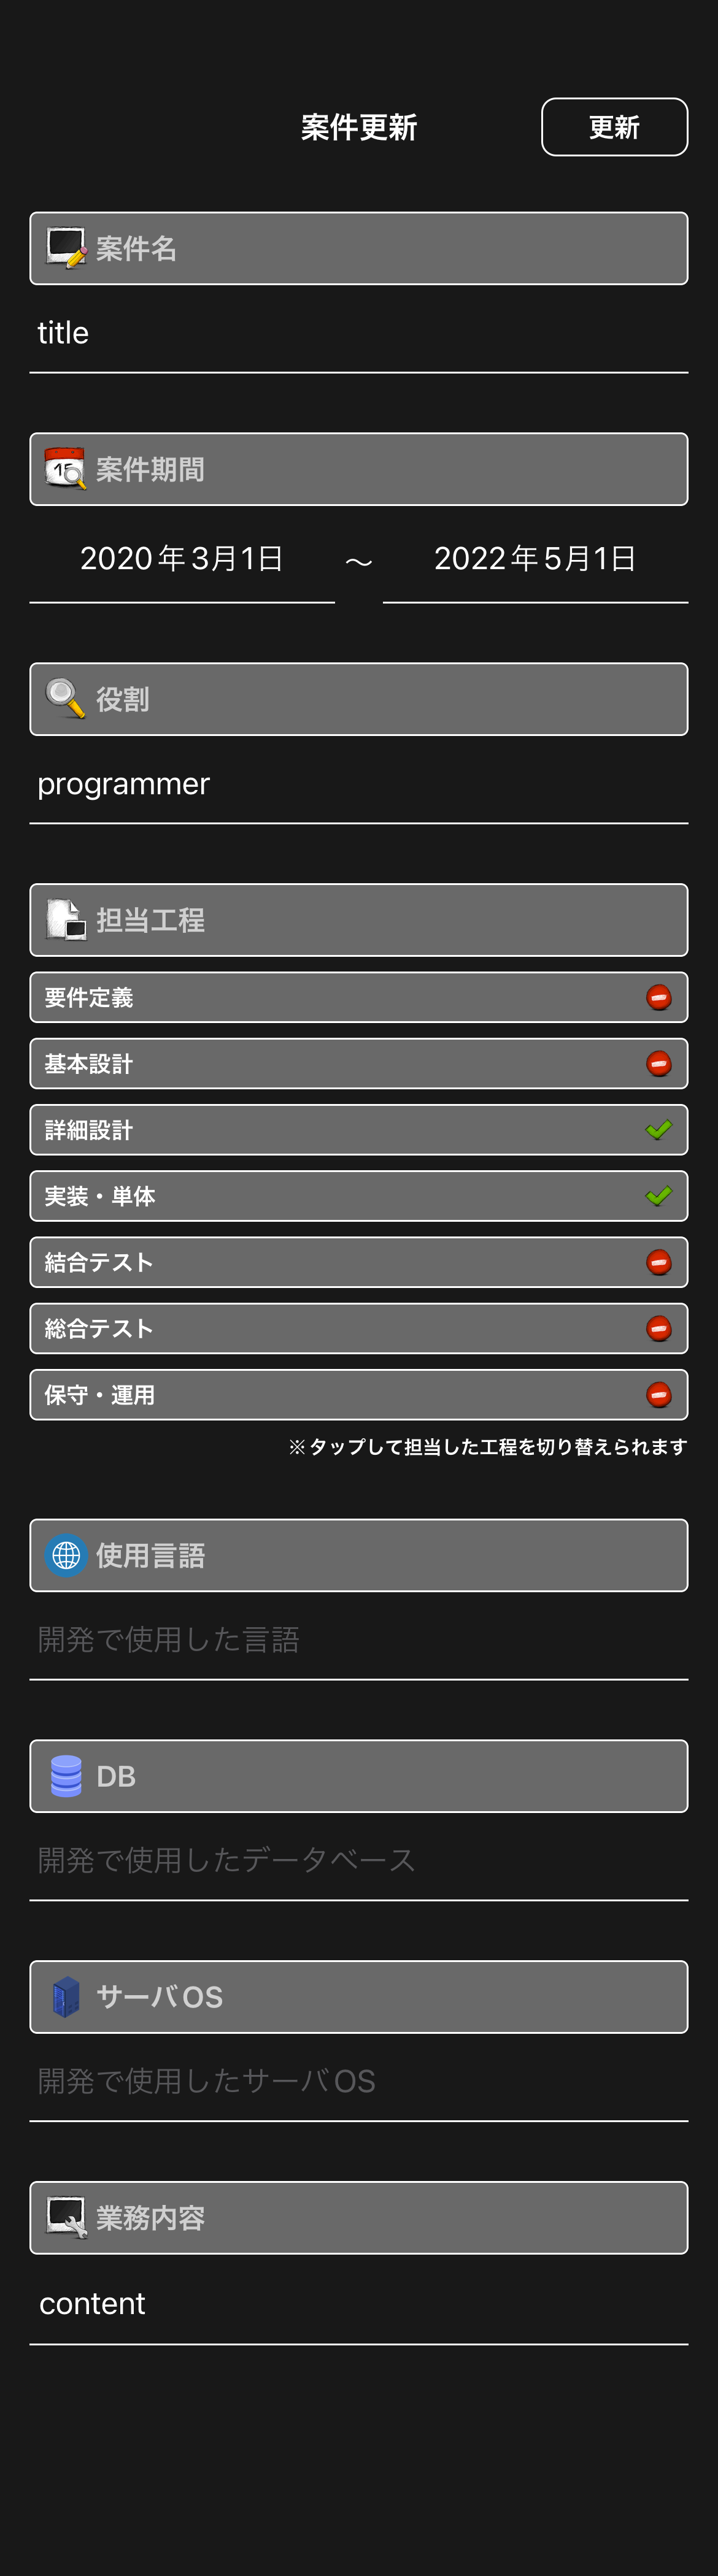 案件更新
更新
案件名
title
15
案件期間
2020年3月1日 ～ 2022年5月1日
役割
programmer
担当工程
要件定義
基本設計
詳細設計
実装・単体
結合テスト
総合テスト
保守・運用
※タップして担当した工程を切り替えられます
使用言語
開発で使用した言語
DB
開発で使用したデータベース
サーバOS
開発で使用したサーバOS
業務内容
content